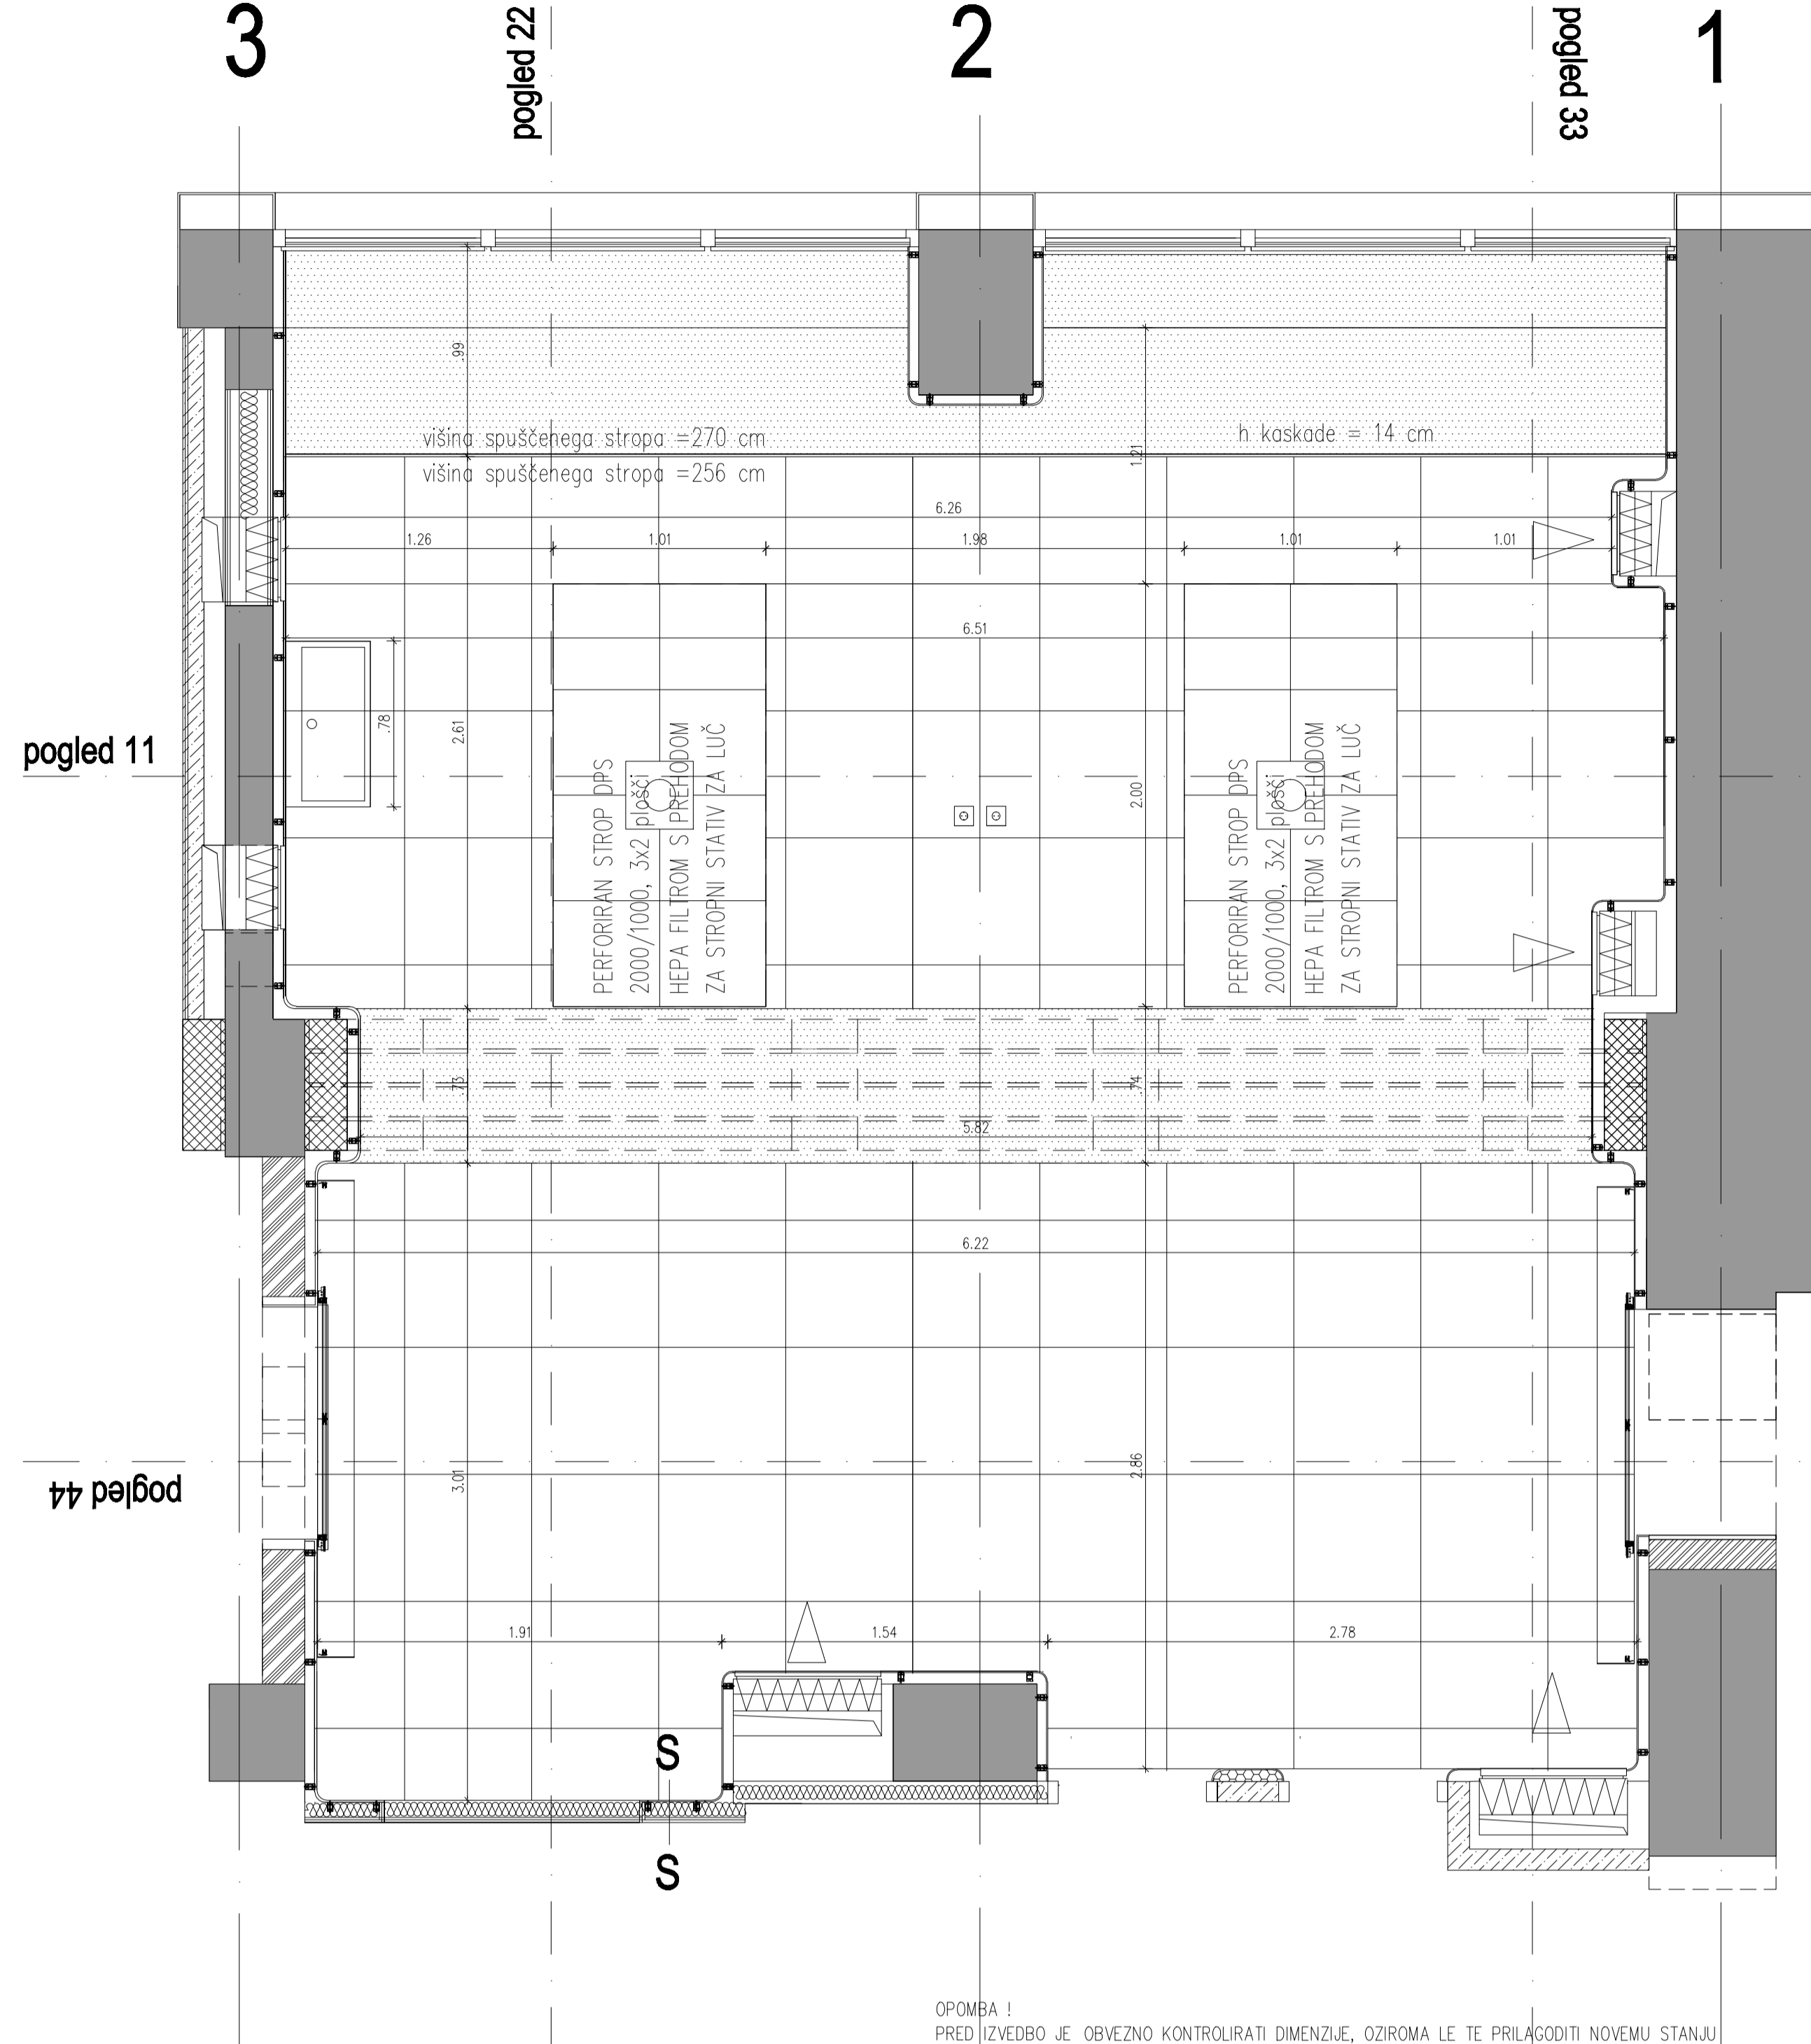 3
pogled 22
2
pogled 33
1
.99
višina spuščenega stropa =270 cm
h kaskade = 14 cm
višina spuščenega stropa =256 cm
1.21
6.26
1.26
1.01
1.98
1.01
1.01
6.51
.78
2.61
pogled 11
PERFORIRAN STROP DPS
2000/1000, 3x2 plošči
HEPA FILTROM S PREHODOM
ZA STROPNI STATIV ZA LUČ
2.00
PERFORIRAN STROP DPS
2000/1000, 3x2 plošči
HEPA FILTROM S PREHODOM
ZA STROPNI STATIV ZA LUČ
.73
.74
5.82
6.22
pogled 44
3.01
2.86
1.91
1.54
2.78
S
S
OPOMBA !
PRED IZVEDBO JE OBVEZNO KONTROLIRATI DIMENZIJE, OZIROMA LE TE PRILAGODITI NOVEMU STANJU